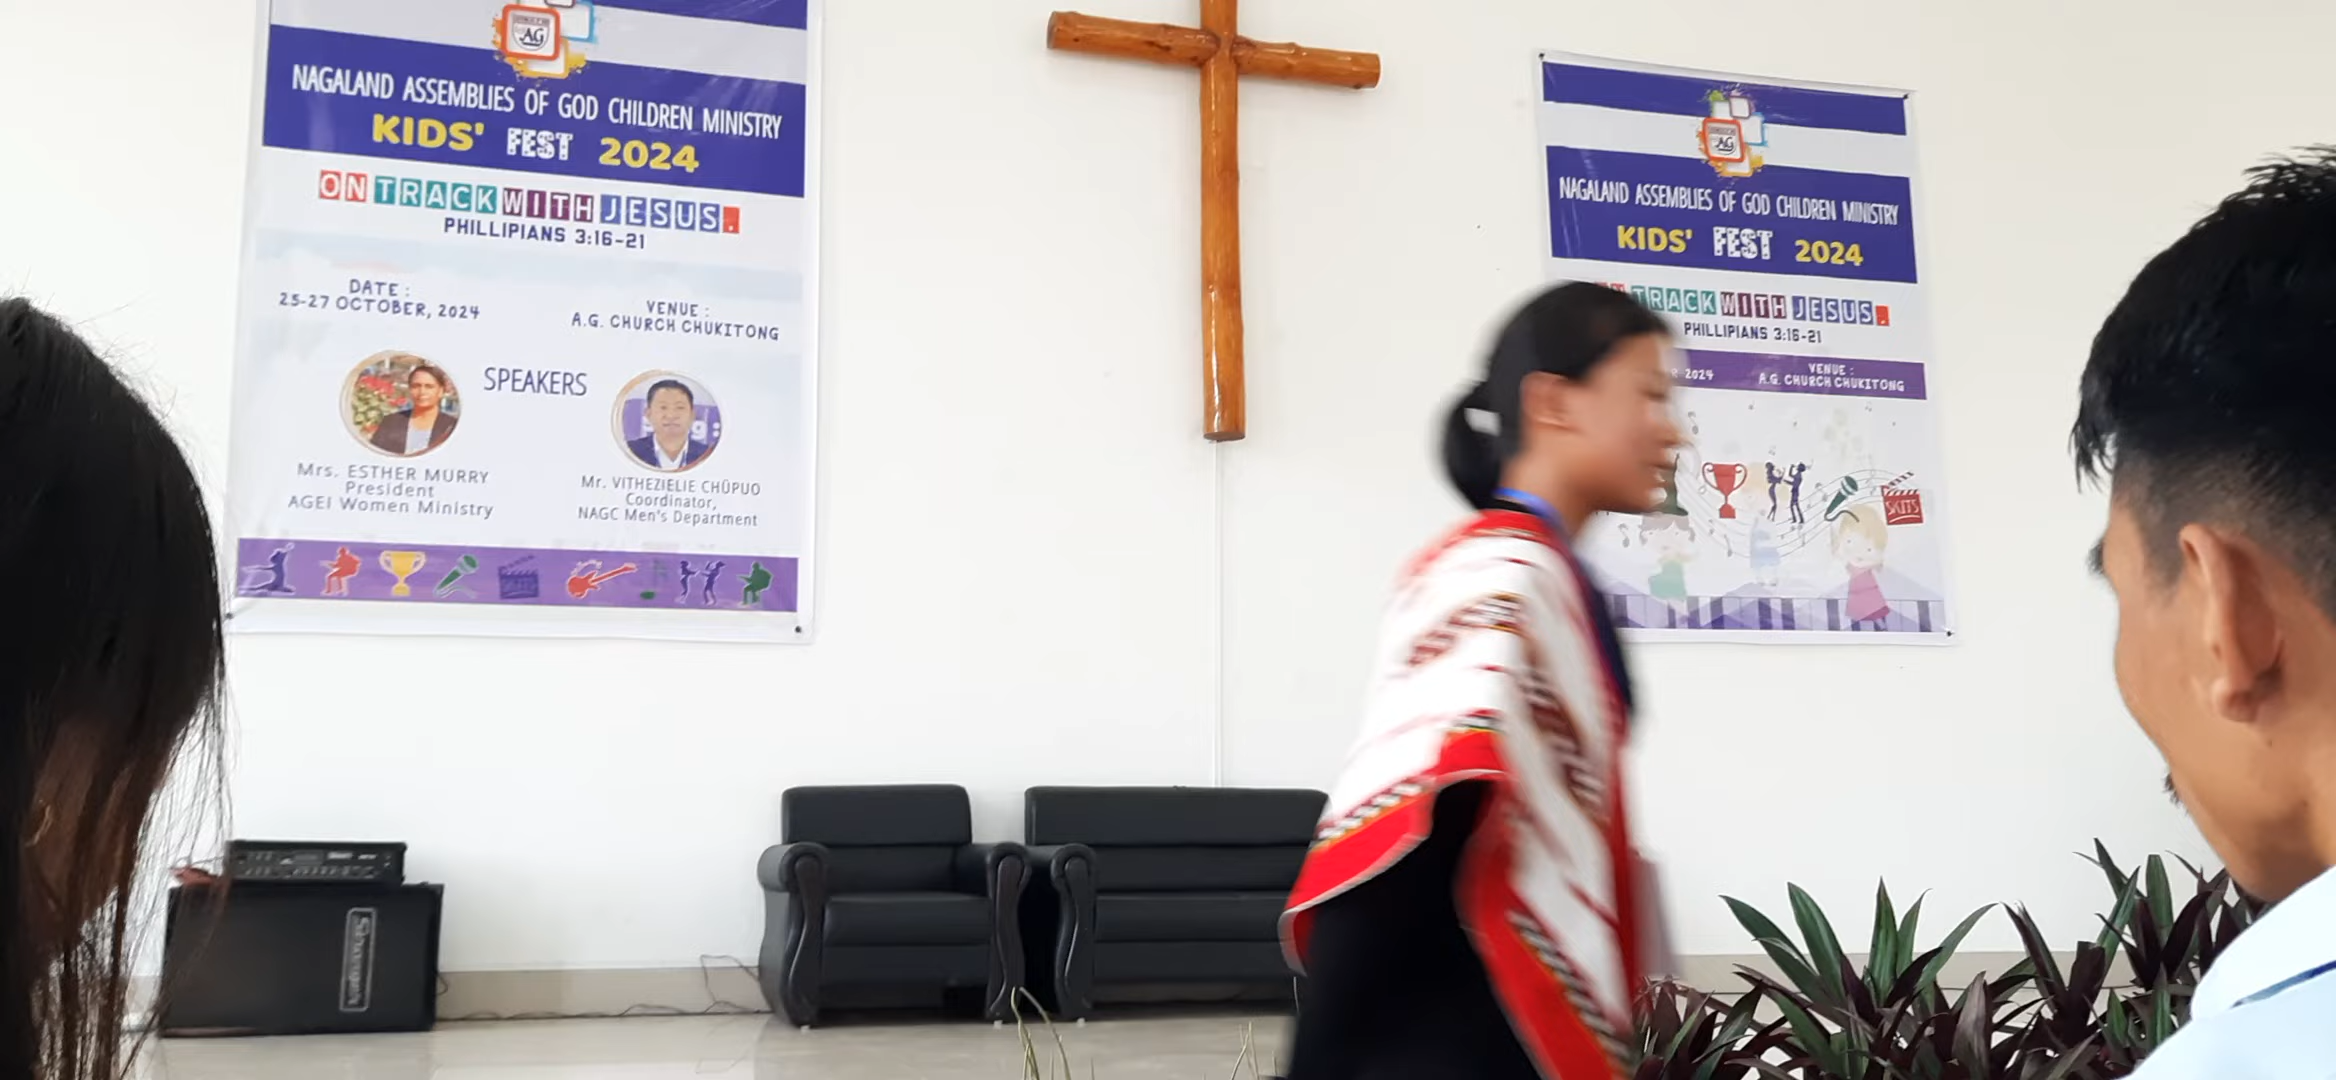 AG
NAGALAND ASSEMBLIES OF GOD CHILDREN MINISTRY
KIDS' FEST 2024
ON TRACK WITH JESUS.
PHILLIPIANS 3:16-21
DATE :
25-27 OCTOBER, 2024
VENUE :
A.G. CHURCH CHUKITONG
SPEAKERS
Mrs. ESTHER MURRY
President
AGEI Women Ministry
Mr. VITHEZIELIE CHÜPUO
Coordinator,
NAGC Men's Department
SKITS
Stranger
AG
NAGALAND ASSEMBLIES OF GOD CHILDREN MINISTRY
KIDS' FEST 2024
TRACK WITH JESUS.
PHILLIPIANS 3:16-21
2024
VENUE :
A.G. CHURCH CHUKITONG
SKITS